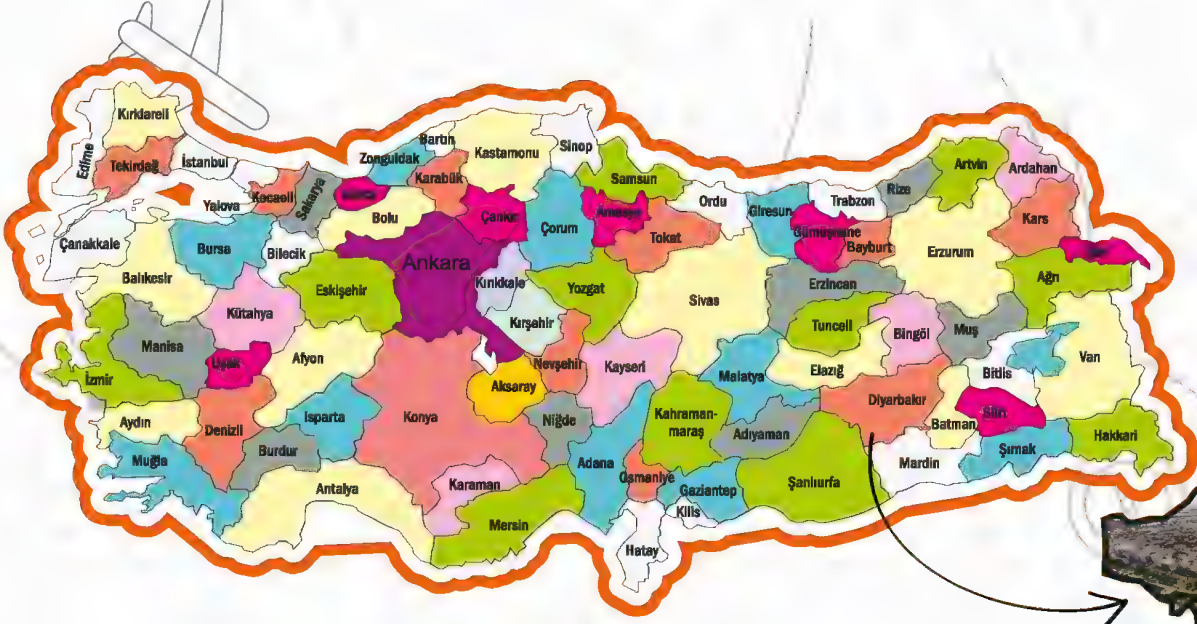 Kırklareli
Edirne
Tekirdağ
İstanbul
Yalova
Kocaeli
Sakarya
Zonguldak
Bartın
Karabük
Kastamonu
Sinop
Bolu
Çankırı
Çorum
Samsun
Amasya
Tokat
Ordu
Giresun
Gümüşhane
Trabzon
Bayburt
Rize
Artvin
Ardahan
Kars
Çanakkale
Balıkesir
Bursa
Bilecik
Eskişehir
Ankara
Kırıkkale
Kırşehir
Yozgat
Sivas
Erzincan
Erzurum
Ağrı
Kütahya
Manisa
Uşak
Afyon
İzmir
Aydın
Denizli
Isparta
Burdur
Muğla
Antalya
Konya
Aksaray
Nevşehir
Niğde
Kayseri
Karaman
Mersin
Adana
Kahraman-
maraş
Osmaniye
Malatya
Adıyaman
Gaziantep
Kilis
Hatay
Şanlıurfa
Tunceli
Elazığ
Bingöl
Muş
Bitlis
Van
Diyarbakır
Batman
Siirt
Mardin
Şırnak
Hakkari